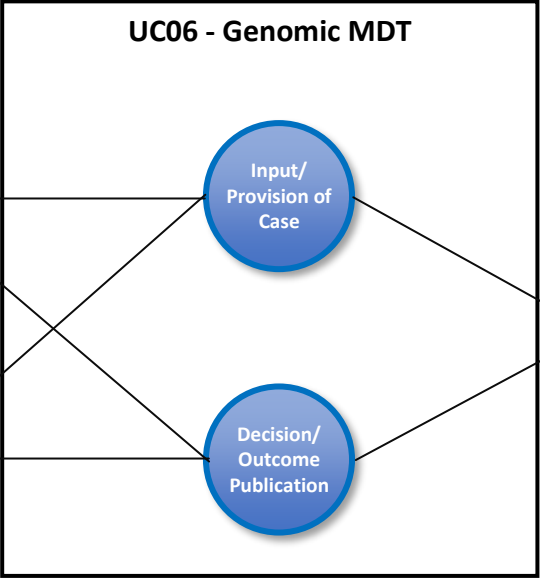 UC06 - Genomic MDT
Input/
Provision of
Case
Decision/
Outcome
Publication